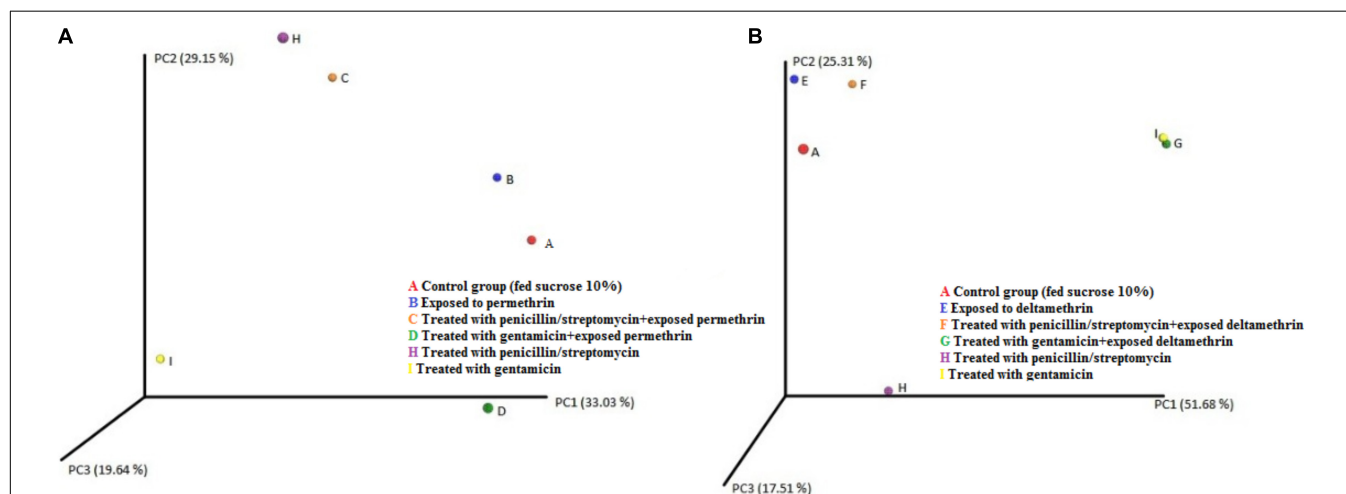 A
PC2 (29.15 %)
H
C
B
A
A Control group (fed sucrose 10%)
B Exposed to permethrin
C Treated with penicillin/streptomycin+exposed permethrin
D Treated with gentamicin+exposed permethrin
H Treated with penicillin/streptomycin
I Treated with gentamicin
I
PC1 (33.03 %)
D
PC3 (19.64 %)
B
PC2 (25.31 %)
E
F
A
I
G
A Control group (fed sucrose 10%)
E Exposed to deltamethrin
F Treated with penicillin/streptomycin+exposed deltamethrin
G Treated with gentamicin+exposed deltamethrin
H Treated with penicillin/streptomycin
I Treated with gentamicin
H
PC1 (51.68 %)
PC3 (17.51 %)